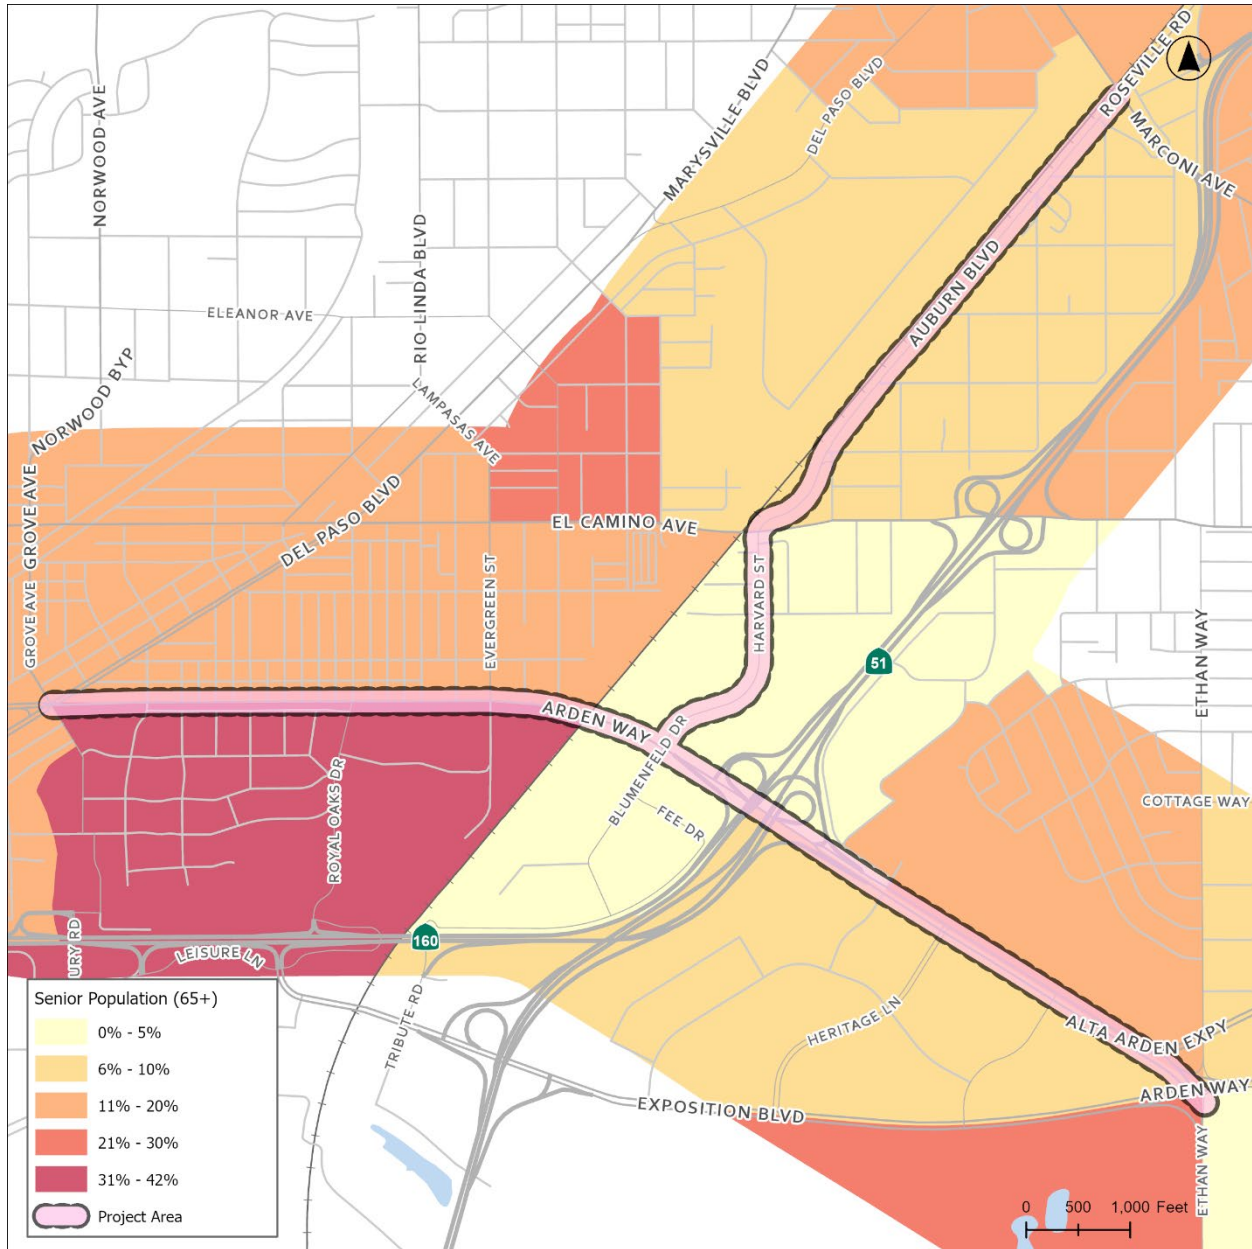 ROSEVILLE RD
MARCONI AVE
NORWOOD AVE
MARYSVILLE BLVD
DEL PASO BLVD
RIO LINDA BLVD
AUBURN BLVD
ELEANOR AVE
NORWOOD BYP
LAMPASAS AVE
GROVE AVE
DEL PASO BLVD
EL CAMINO AVE
GROVE AVE
EVERGREEN ST
HARVARD ST
51
ETHAN WAY
ARDEN WAY
BLUMENFELD DR
FEE DR
COTTAGE WAY
ROYAL OAKS DR
URY RD
LEISURE LN
160
TRIBUTE RD
HERITAGE LN
ALTA ARDEN EXPY
ARDEN WAY
EXPOSITION BLVD
ETHAN WAY
Senior Population (65+)
0% - 5%
6% - 10%
11% - 20%
21% - 30%
31% - 42%
Project Area
0 500 1,000 Feet